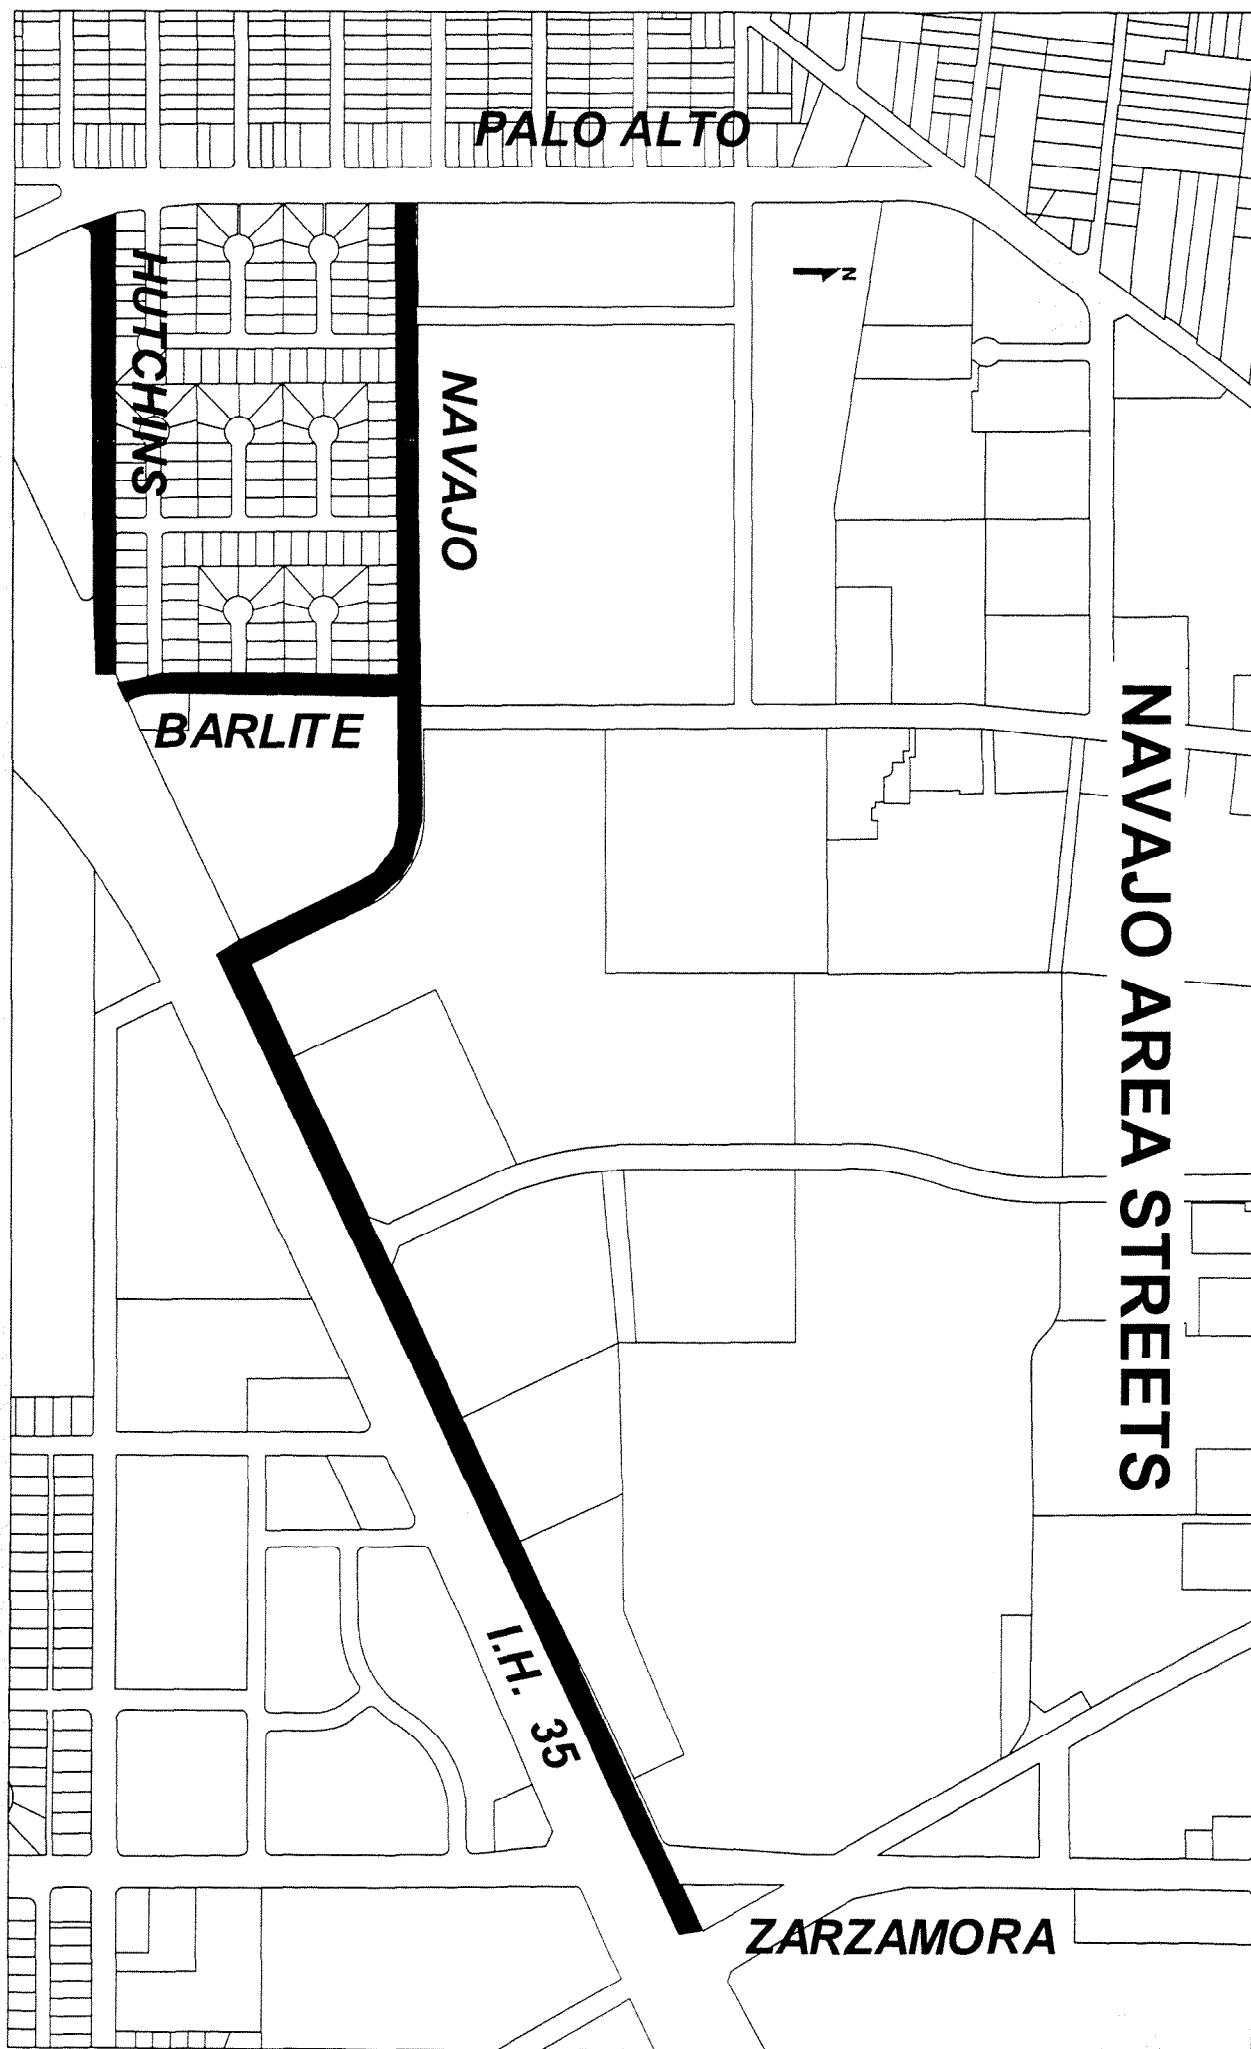 PALO ALTO
HUTCHINS
N
NAVAJO
BARLITE
NAVAJO AREA STREETS
I.H. 35
ZARZAMORA